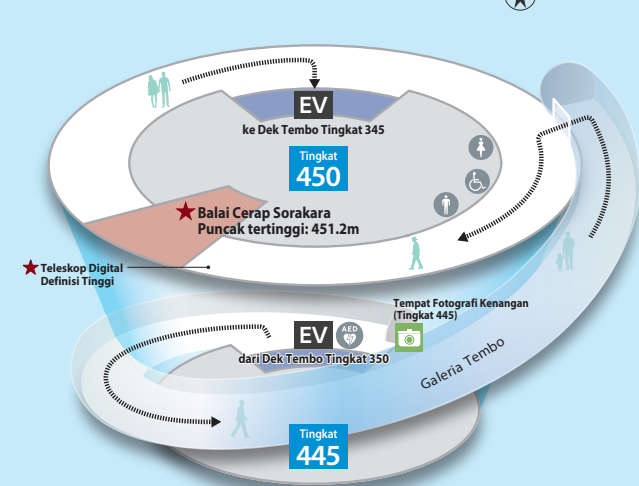 EV
ke Dek Tembo Tingkat 345
Tingkat
450
Balai Cerap Sorakara
Puncak tertinggi: 451.2m
Teleskop Digital
Definisi Tinggi
Tempat Fotografi Kenangan
(Tingkat 445)
EV
AED
dari Dek Tembo Tingkat 350
Galeria Tembo
Tingkat
445